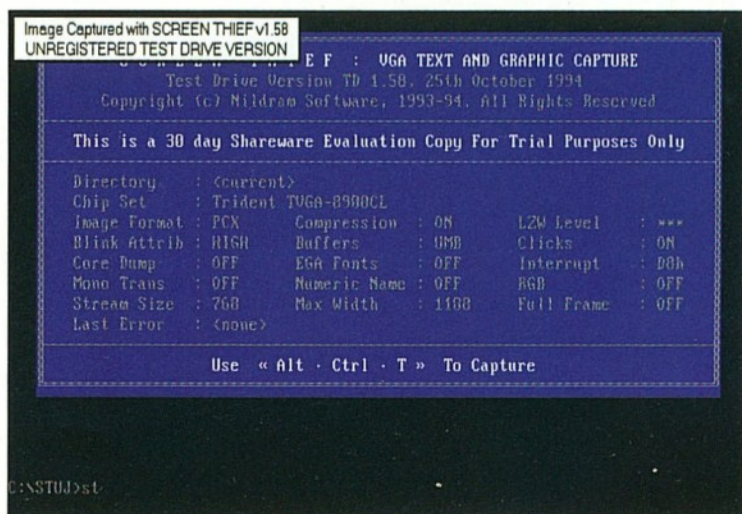 Image Captured with SCREEN THIEF v1.58
UNREGISTERED TEST DRIVE VERSION
E F : VGA TEXT AND GRAPHIC CAPTURE
Test Drive Version TD 1.58, 25th October 1994
Copyright (c) Nildram Software, 1993-94. All Rights Reserved
This is a 30 day Shareware Evaluation Copy For Trial Purposes Only
Directory : <current>
Chip Set : Trident TVGA-8900CL
Image Format : PCX Compression : ON LZW Level : ***
Blink Attrib : HIGH Buffers : UMB Clicks : ON
Core Dump : OFF EGA Fonts : OFF Interrupt : D8h
Mono Trans : OFF Numeric Name : OFF RGB : OFF
Stream Size : 768 Max Width : 1188 Full Frame : OFF
Last Error : <none>
Use « Alt · Ctrl · T » To Capture
C:\STUJ>st